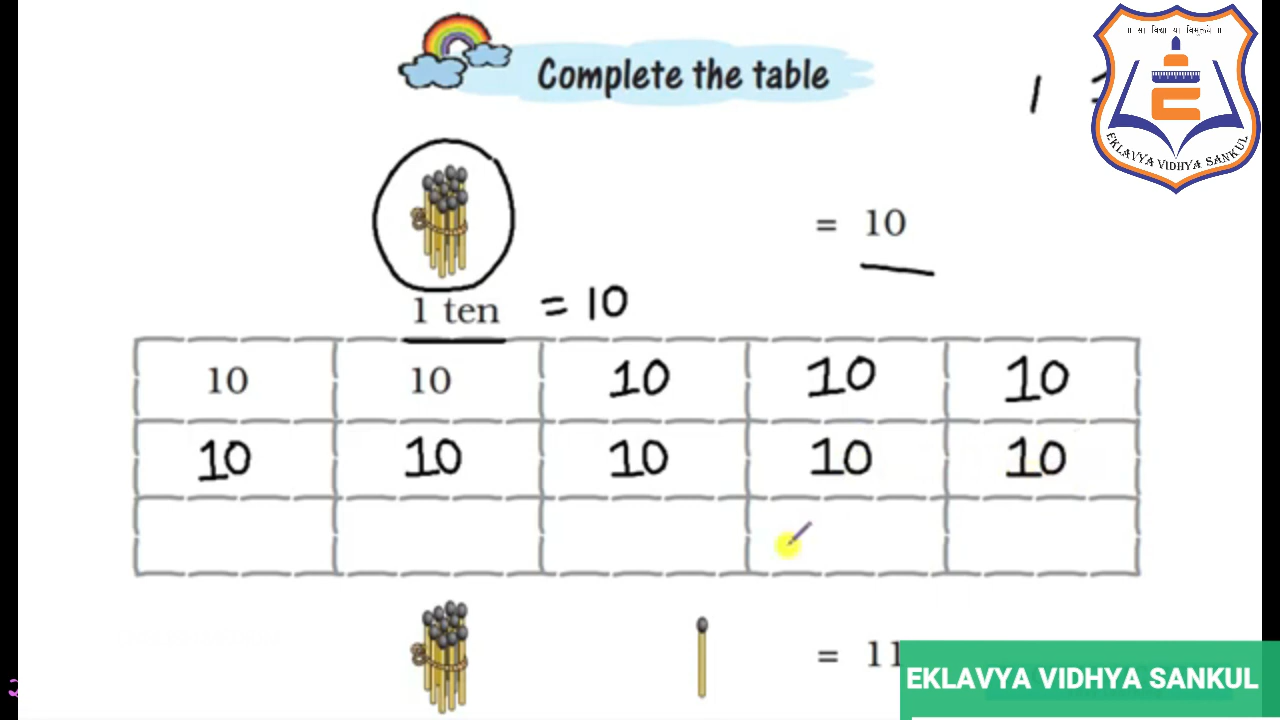 Complete the table
1
EKLAVYA VIDHYA SANKUL
= 10
1 ten = 10
10 10 10 10 10
10 10 10 10 10
= 11
EKLAVYA VIDHYA SANKUL